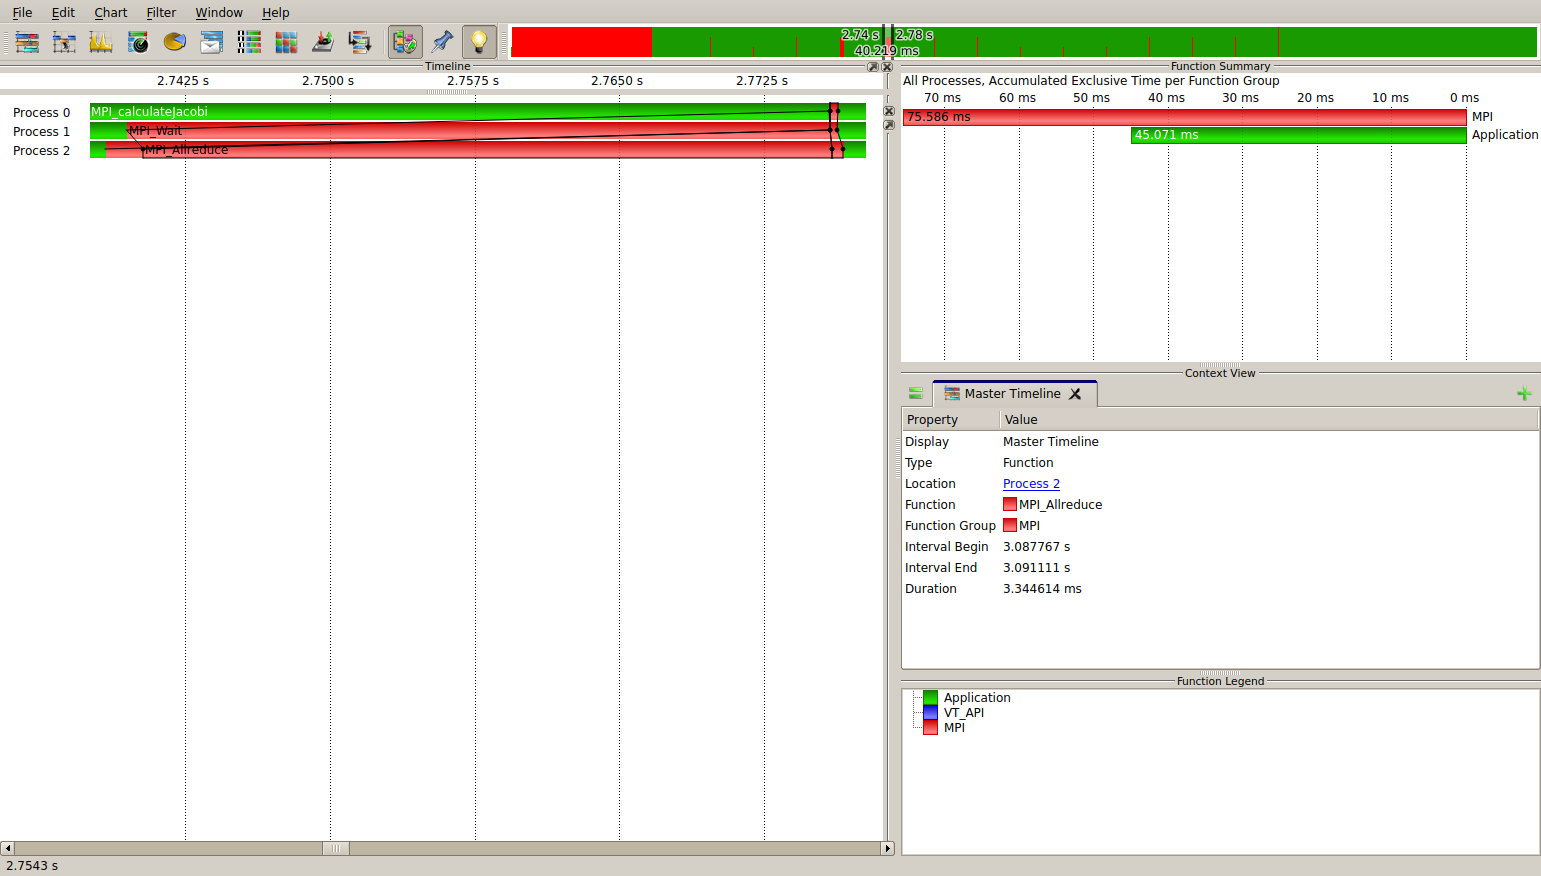 File Edit Chart Filter Window Help
2.74 s 2.78 s
40.219 ms
Timeline
2.7425 s 2.7500 s 2.7575 s 2.7650 s 2.7725 s
Process 0 MPI_calculateJacobi
Process 1 MPI_Wait
Process 2 MPI_Allreduce
2.7543 s
Function Summary
All Processes, Accumulated Exclusive Time per Function Group
70 ms 60 ms 50 ms 40 ms 30 ms 20 ms 10 ms 0 ms
75.586 ms MPI
45.071 ms Application
Context View
Master Timeline
Property Value
Display Master Timeline
Type Function
Location Process 2
Function MPI_Allreduce
Function Group MPI
Interval Begin 3.087767 s
Interval End 3.091111 s
Duration 3.344614 ms
Function Legend
Application
VT_API
MPI